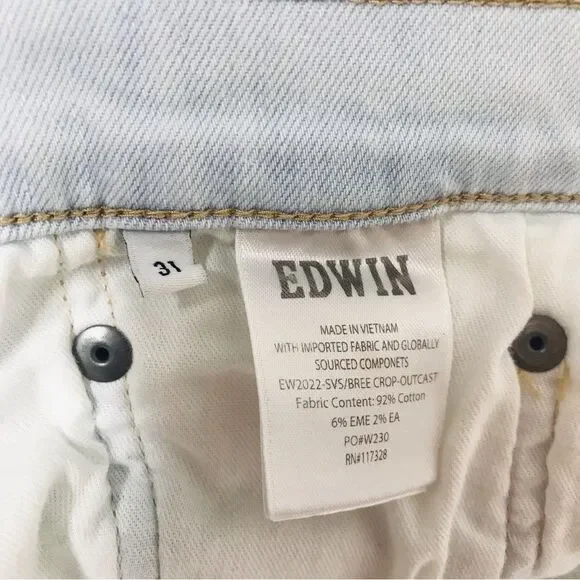 31
EDWIN
MADE IN VIETNAM
WITH IMPORTED FABRIC AND GLOBALLY
SOURCED COMPONETS
EW2022-SVS/BREE CROP-OUTCAST
Fabric Content: 92% Cotton
6% EME 2% EA
PO#W230
RN#117328